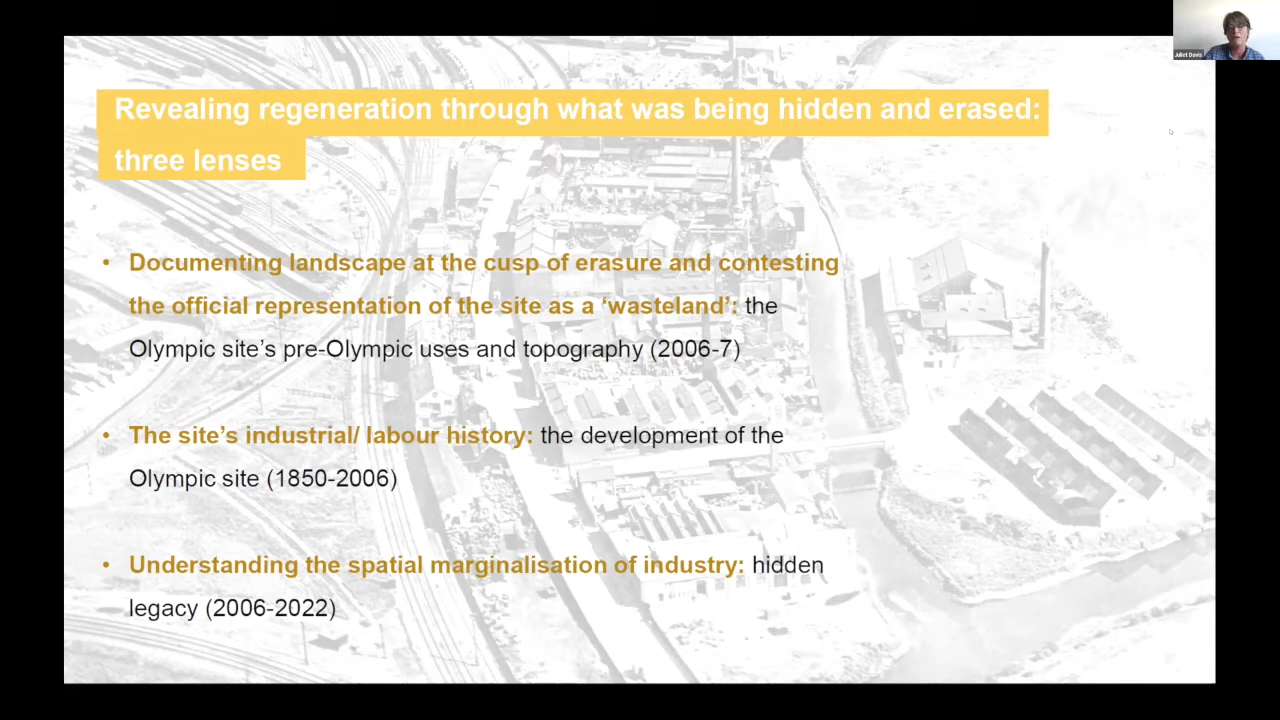 Juliet Davis
Revealing regeneration through what was being hidden and erased:
three lenses
• Documenting landscape at the cusp of erasure and contesting
the official representation of the site as a ‘wasteland’: the
Olympic site’s pre-Olympic uses and topography (2006-7)
• The site’s industrial/ labour history: the development of the
Olympic site (1850-2006)
• Understanding the spatial marginalisation of industry: hidden
legacy (2006-2022)